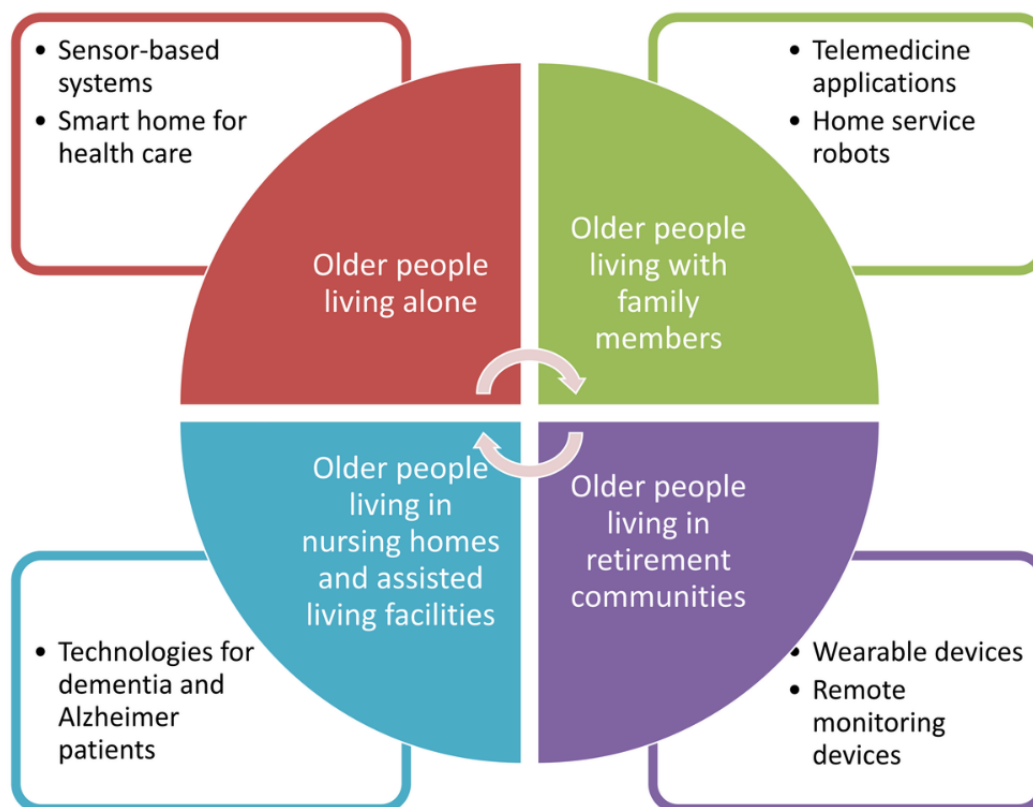 • Sensor-based
systems
• Smart home for
health care
• Telemedicine
applications
• Home service
robots
Older people
living alone
Older people
living with
family
members
Older people
living in
nursing homes
and assisted
living facilities
Older people
living in
retirement
communities
• Technologies for
dementia and
Alzheimer
patients
• Wearable devices
• Remote
monitoring
devices